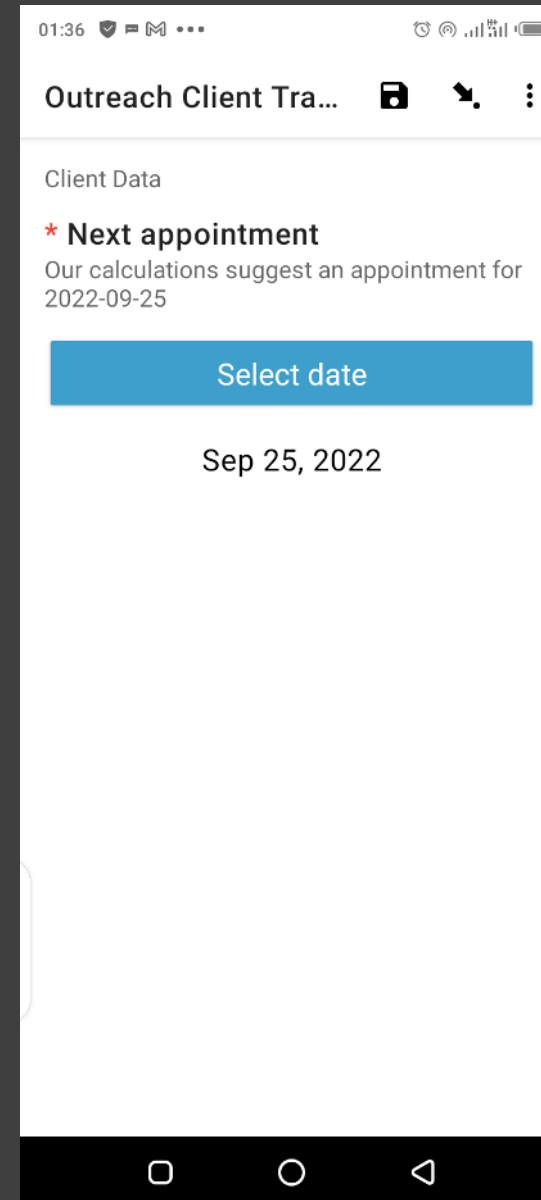 01:36
Outreach Client Tra...
Client Data
* Next appointment
Our calculations suggest an appointment for
2022-09-25
Select date
Sep 25, 2022